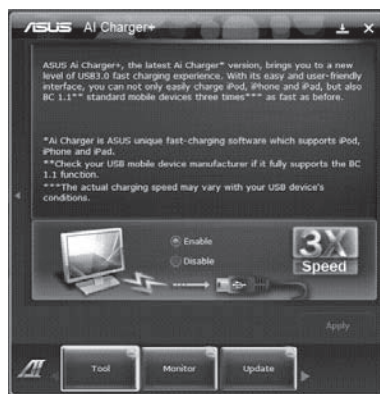 ASUS AI Charger+
ASUS Ai Charger+, the latest Ai Charger* version, brings you to a new
level of USB3.0 fast charging experience. With its easy and user-friendly
interface, you can not only easily charge iPod, iPhone and iPad, but also
BC 1.1** standard mobile devices three times*** as fast as before.
*Ai Charger is ASUS unique fast-charging software which supports iPod,
iPhone and iPad.
**Check your USB mobile device manufacturer if it fully supports the BC
1.1 function.
***The actual charging speed may vary with your USB device's
conditions.
Enable
Disable
3X
Speed
Apply
Tool
Monitor
Update